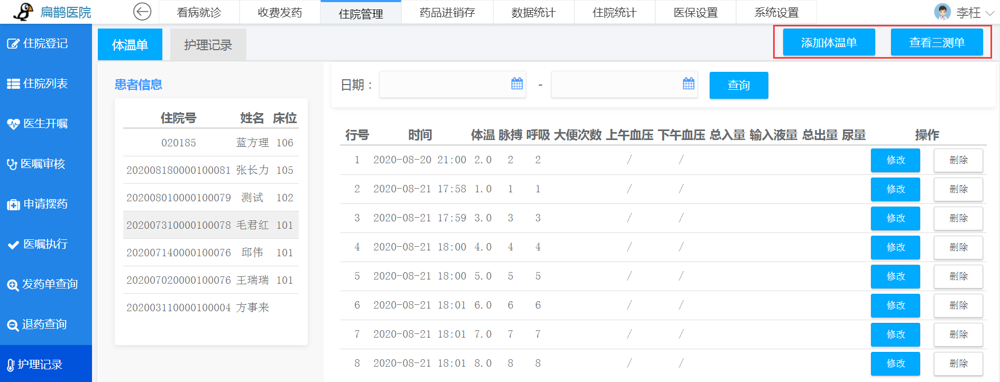 扁鹊医院
看病就诊 收费发药 住院管理 药品进销存 数据统计 住院统计 医保设置 系统设置 李枉
住院登记
住院列表
医生开嘱
医嘱审核
申请摆药
医嘱执行
发药单查询
退药查询
护理记录
体温单 护理记录 添加体温单 查看三测单
患者信息
住院号 姓名 床位
020185 蓝方理 106
202008180000100081 张长力 105
202008010000100079 测试 102
202007310000100078 毛君红 101
202007140000100076 邱伟 101
202007020000100076 王瑞瑞 101
202003110000100004 方事来
日期： - 查询
行号 时间 体温 脉搏 呼吸 大便次数 上午血压 下午血压 总入量 输入液量 总出量 尿量 操作
1 2020-08-20 21:00 2.0 2 2 / / 修改 删除
2 2020-08-21 17:58 1.0 1 1 / / 修改 删除
3 2020-08-21 17:59 3.0 3 3 / / 修改 删除
4 2020-08-21 18:00 4.0 4 4 / / 修改 删除
5 2020-08-21 18:00 5.0 5 5 / / 修改 删除
6 2020-08-21 18:01 6.0 6 6 / / 修改 删除
7 2020-08-21 18:01 7.0 7 7 / / 修改 删除
8 2020-08-21 18:01 8.0 8 8 / / 修改 删除